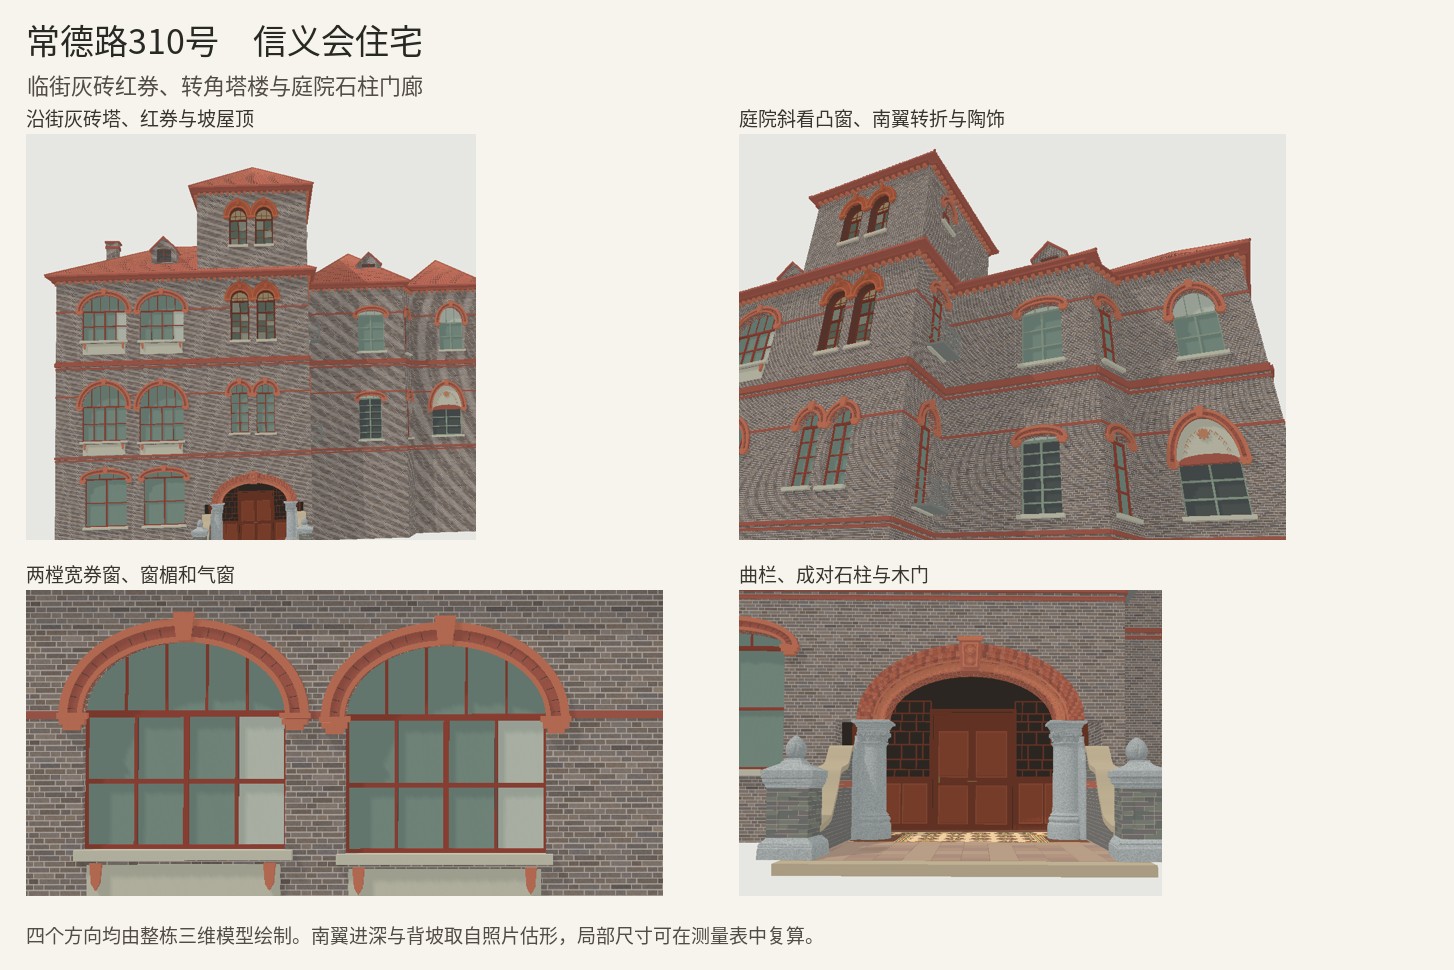 常德路310号　信义会住宅
临街灰砖红券、转角塔楼与庭院石柱门廊
沿街灰砖塔、红券与坡屋顶
庭院斜看凸窗、南翼转折与陶饰
两樘宽券窗、窗楣和气窗
曲栏、成对石柱与木门
四个方向均由整栋三维模型绘制。南翼进深与背坡取自照片估形，局部尺寸可在测量表中复算。